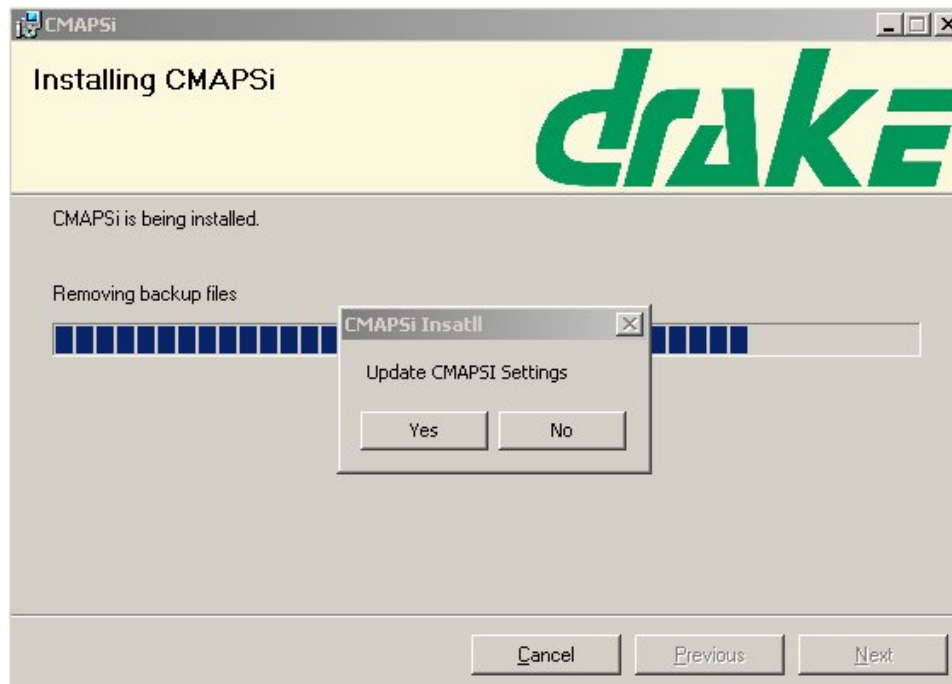 CMAPSi
Installing CMAPSi
drake
CMAPSi is being installed.
Removing backup files
CMAPSi Insatll
Update CMAPSI Settings
Yes No
Cancel Previous Next